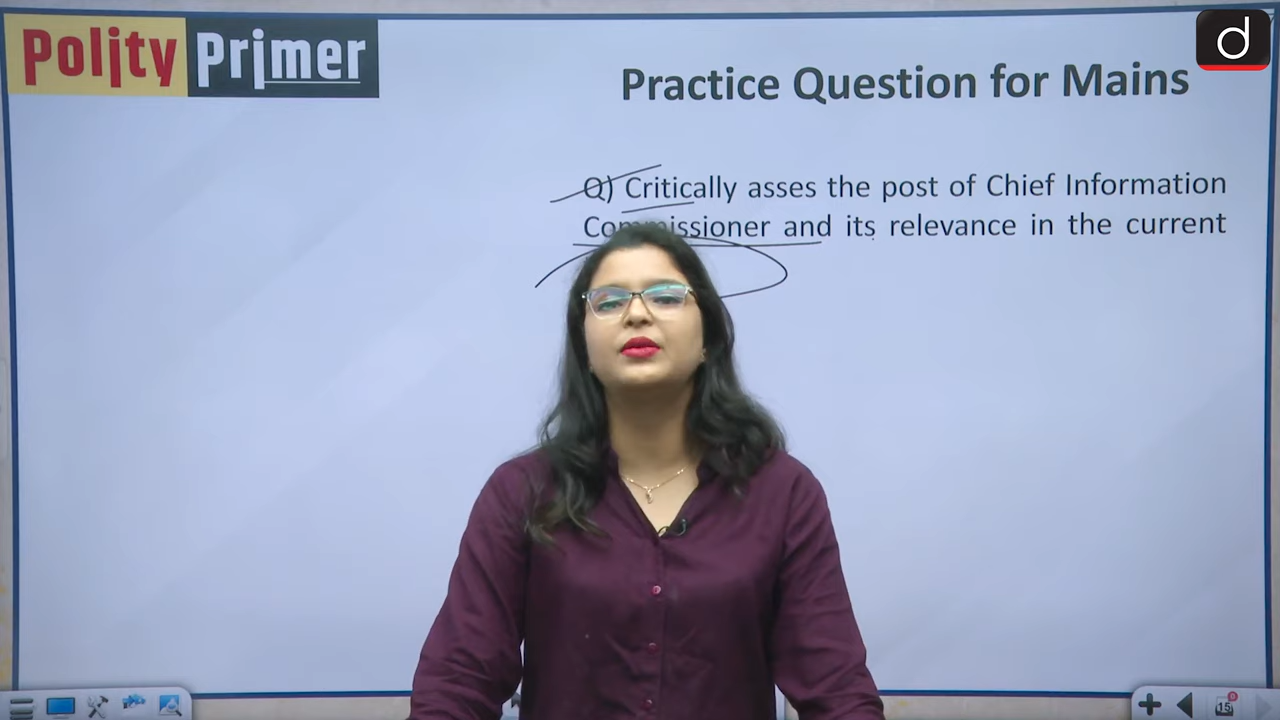 Polity Primer
d
Practice Question for Mains
Q) Critically asses the post of Chief Information
Commissioner and its relevance in the current
15